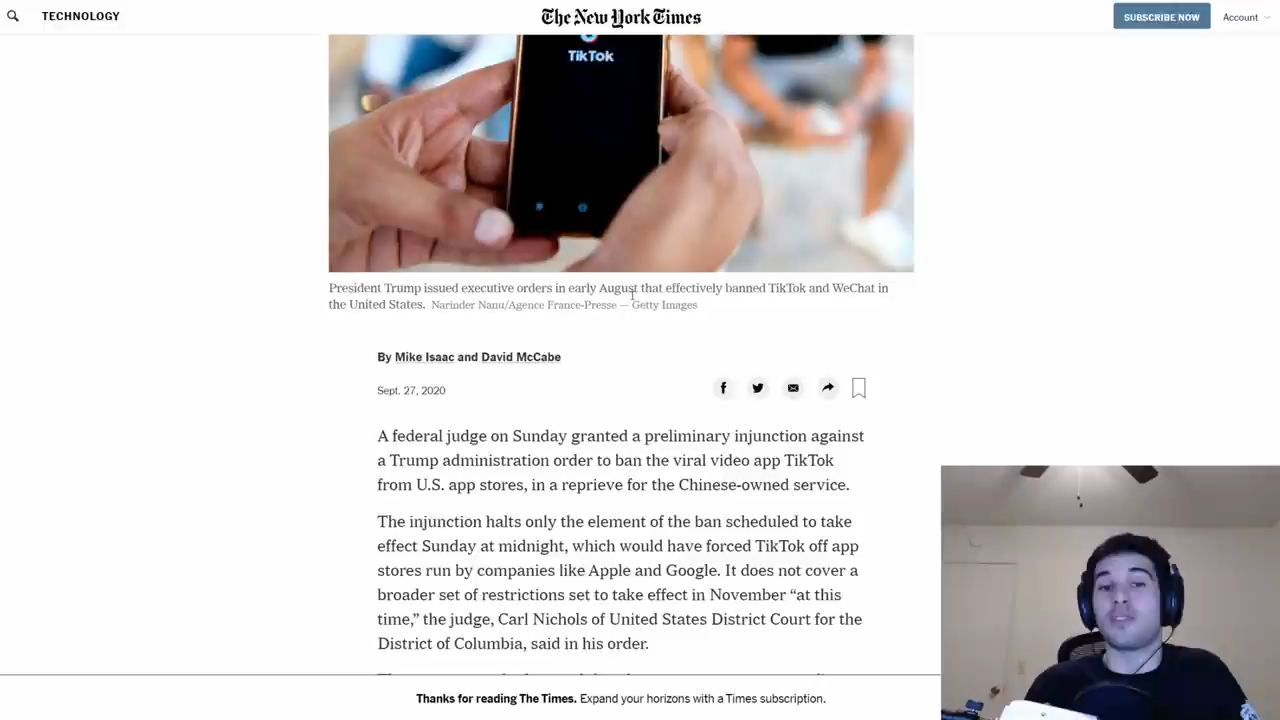 TECHNOLOGY
The New York Times
SUBSCRIBE NOW
Account
TikTok
President Trump issued executive orders in early August that effectively banned TikTok and WeChat in
the United States. Narinder Nanu/Agence France-Presse — Getty Images
By Mike Isaac and David McCabe
Sept. 27, 2020
A federal judge on Sunday granted a preliminary injunction against
a Trump administration order to ban the viral video app TikTok
from U.S. app stores, in a reprieve for the Chinese-owned service.
The injunction halts only the element of the ban scheduled to take
effect Sunday at midnight, which would have forced TikTok off app
stores run by companies like Apple and Google. It does not cover a
broader set of restrictions set to take effect in November “at this
time,” the judge, Carl Nichols of United States District Court for the
District of Columbia, said in his order.
Thanks for reading The Times. Expand your horizons with a Times subscription.